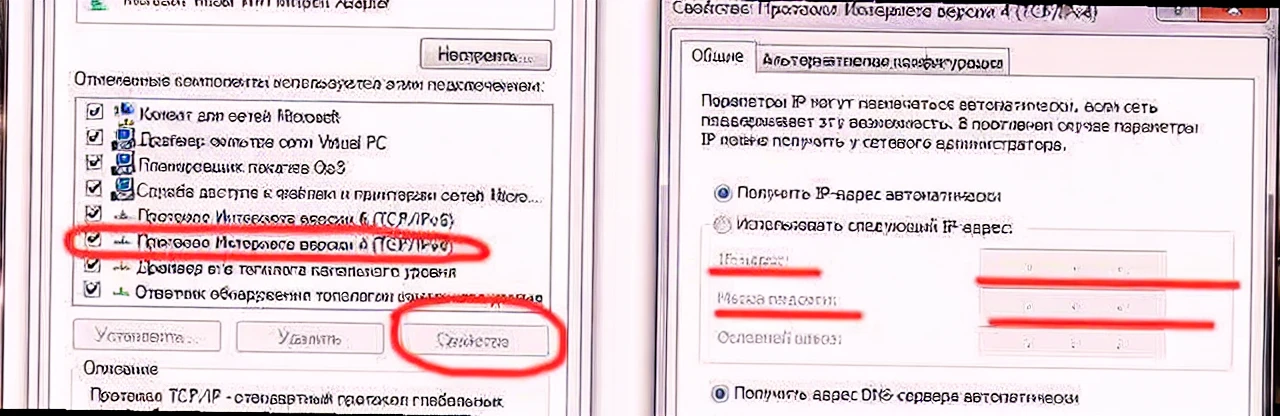 Настроить...
Отмеченные компоненты используются этим подключением:
Клиент для сетей Microsoft
Драйвер фильтра сети Virtual PC
Планировщик пакетов QoS
Служба доступа к файлам и принтерам сетей Micro...
Протокол Интернета версии 6 (TCP/IPv6)
Протокол Интернета версии 4 (TCP/IPv4)
Драйвер в/в тополога канального уровня
Ответчик обнаружения топологии канального уровня
Установить...
Удалить
Свойства
Описание
Протокол TCP/IP - стандартный протокол глобальных
Свойства: Протокол Интернета версии 4 (TCP/IPv4)
Общие
Альтернативная конфигурация
Параметры IP могут назначаться автоматически, если сеть
поддерживает эту возможность. В противном случае параметры
IP можно получить у сетевого администратора.
Получить IP-адрес автоматически
Использовать следующий IP-адрес:
IP-адрес:
Маска подсети:
Основной шлюз:
Получить адрес DNS-сервера автоматически